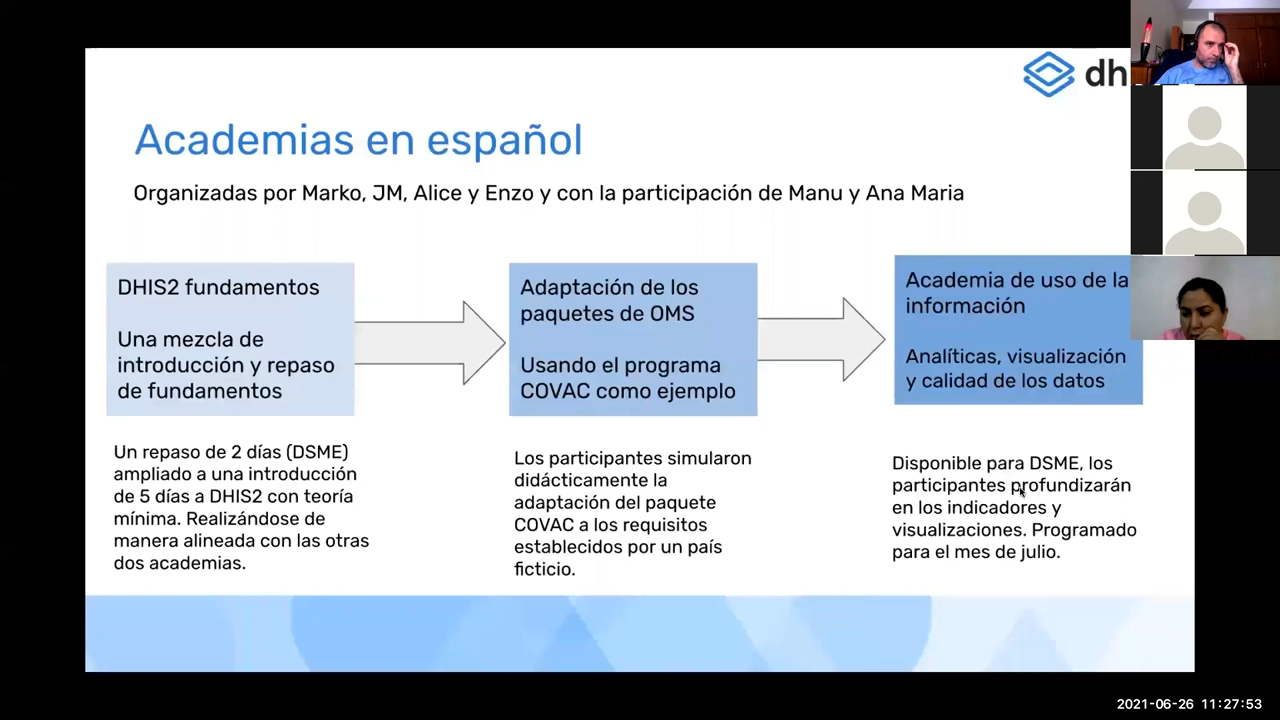 dh
Academias en español
Organizadas por Marko, JM, Alice y Enzo y con la participación de Manu y Ana Maria
DHIS2 fundamentos
Una mezcla de
introducción y repaso
de fundamentos
Adaptación de los
paquetes de OMS
Usando el programa
COVAC como ejemplo
Academia de uso de la
información
Analíticas, visualización
y calidad de los datos
Un repaso de 2 días (DSME)
ampliado a una introducción
de 5 días a DHIS2 con teoría
mínima. Realizándose de
manera alineada con las otras
dos academias.
Los participantes simularon
didácticamente la
adaptación del paquete
COVAC a los requisitos
establecidos por un país
ficticio.
Disponible para DSME, los
participantes profundizarán
en los indicadores y
visualizaciones. Programado
para el mes de julio.
2021-06-26 11:27:53